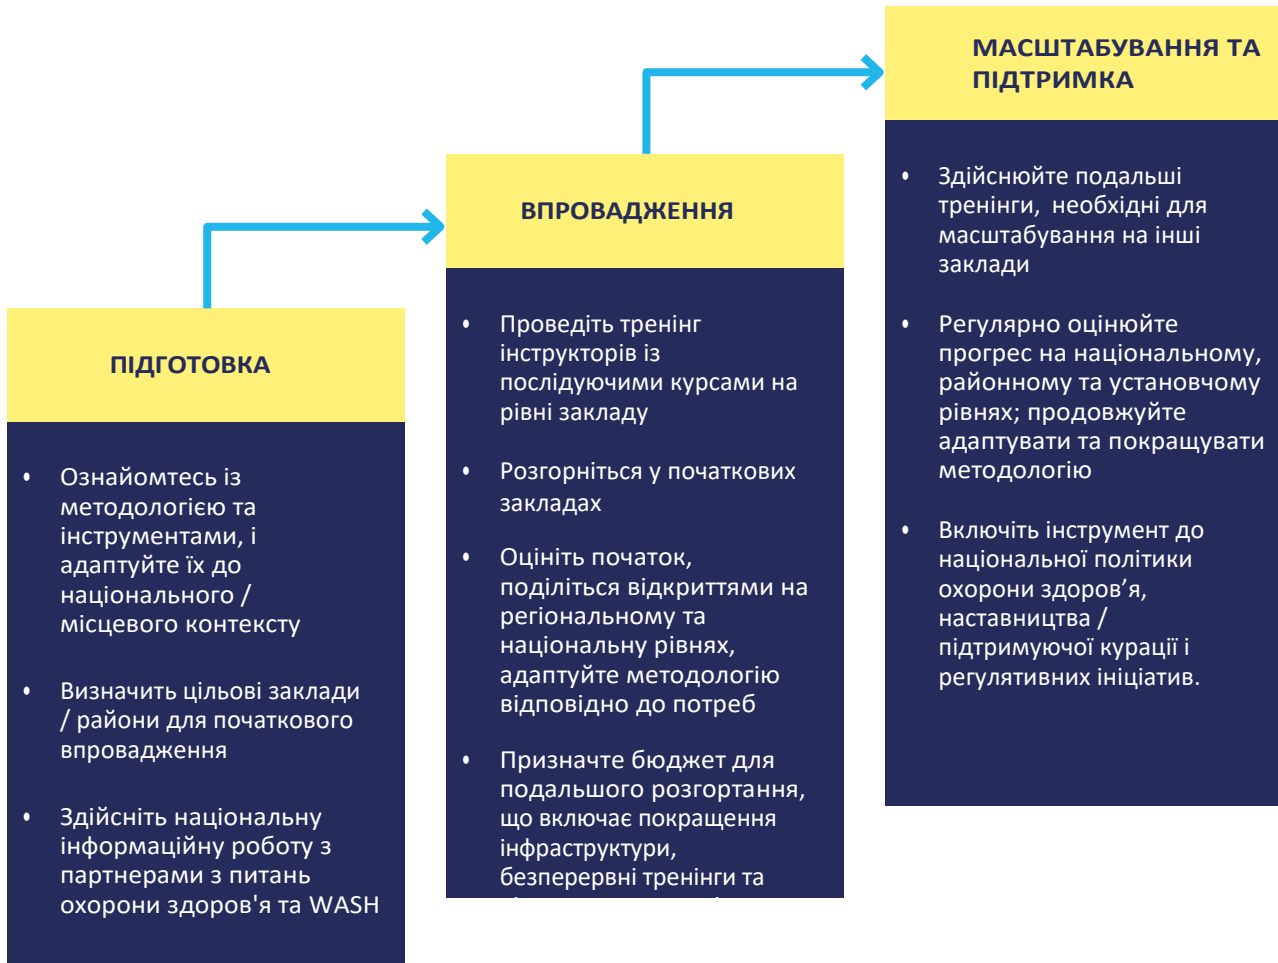 ПІДГОТОВКА
• Ознайомтесь із
методологією та
інструментами, і
адаптуйте їх до
національного /
місцевого контексту
• Визначить цільові заклади
/ райони для початкового
впровадження
• Здійсніть національну
інформаційну роботу з
партнерами з питань
охорони здоров'я та WASH
ВПРОВАДЖЕННЯ
• Проведіть тренінг
інструкторів із
послідуючими курсами на
рівні закладу
• Розгорніться у початкових
закладах
• Оцініть початок,
поділіться відкриттями на
регіональному та
національну рівнях,
адаптуйте методологію
відповідно до потреб
• Призначте бюджет для
подальшого розгортання,
що включає покращення
інфраструктури,
безперервні тренінги та
МАСШТАБУВАННЯ ТА
ПІДТРИМКА
• Здійснюйте подальші
тренінги, необхідні для
масштабування на інші
заклади
• Регулярно оцінюйте
прогрес на національному,
районному та установчому
рівнях; продовжуйте
адаптувати та покращувати
методологію
• Включіть інструмент до
національної політики
охорони здоров’я,
наставництва /
підтримуючої курації і
регулятивних ініціатив.